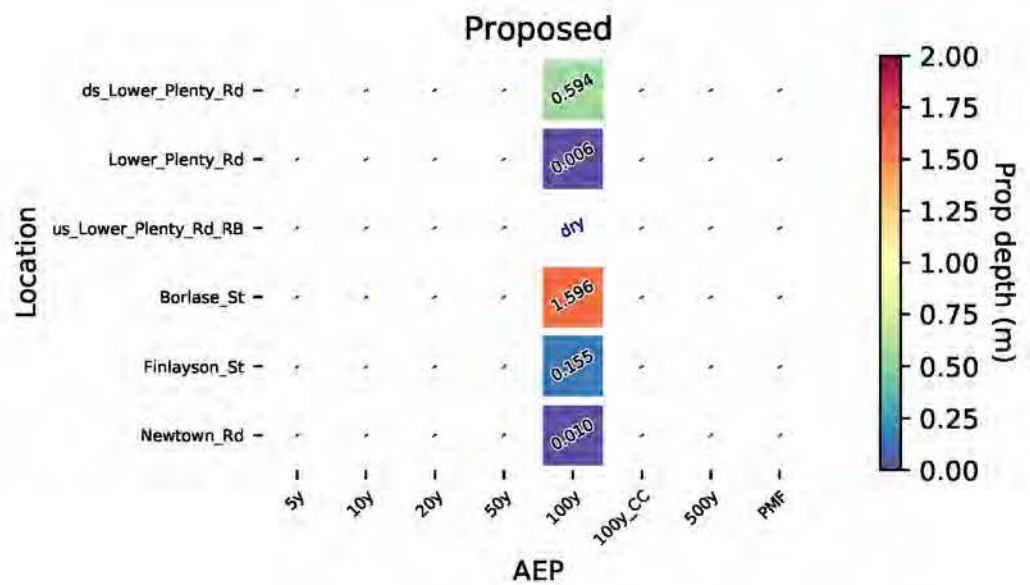 Proposed
ds_Lower_Plenty_Rd
0.594
Lower_Plenty_Rd
0.006
us_Lower_Plenty_Rd_RB
dry
Borlase_St
1.596
Finlayson_St
0.155
Newtown_Rd
0.010
Location
5y
10y
20y
50y
100y
100y_CC
500y
PMF
AEP
2.00
1.75
1.50
1.25
1.00
0.75
0.50
0.25
0.00
Prop depth (m)